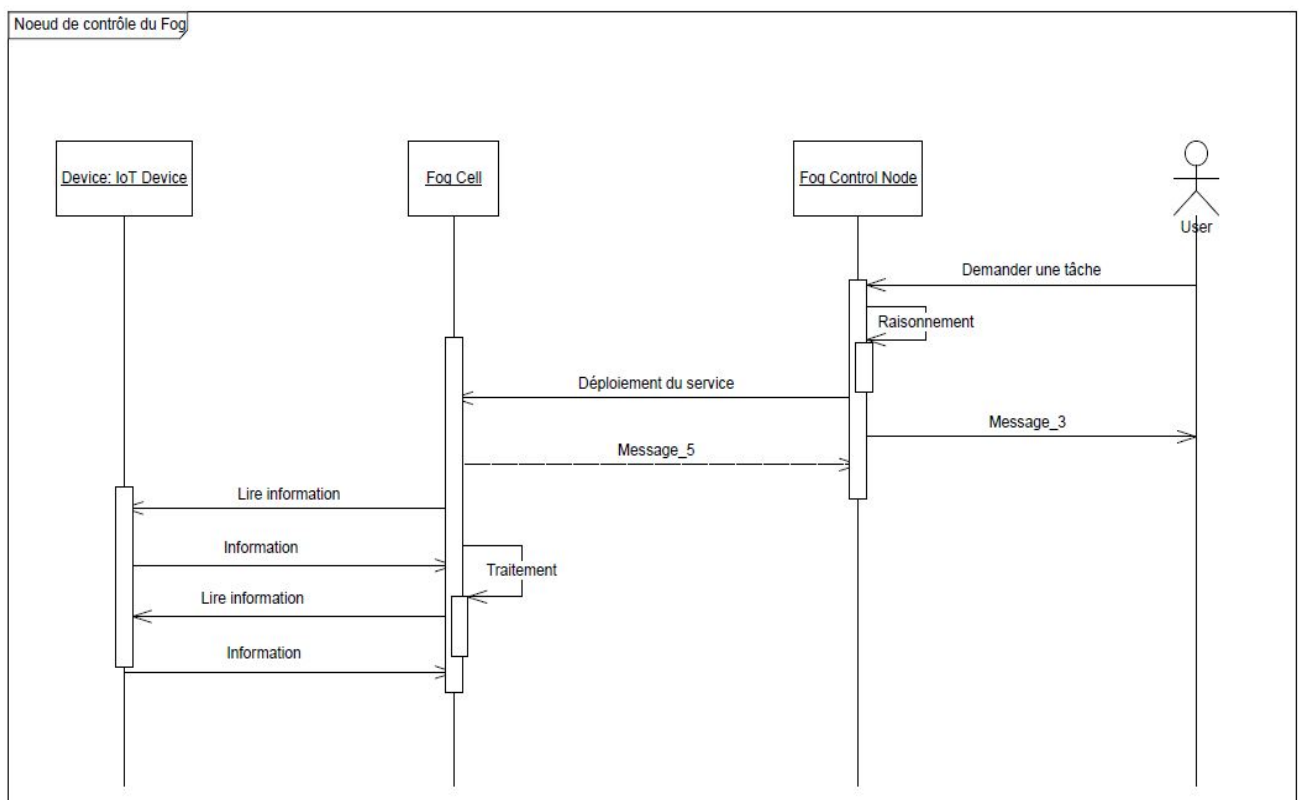 Noeud de contrôle du Fog
Device: IoT Device
Fog Cell
Fog Control Node
User
Demander une tâche
Raisonnement
Déploiement du service
Message_3
Message_5
Lire information
Information
Traitement
Lire information
Information